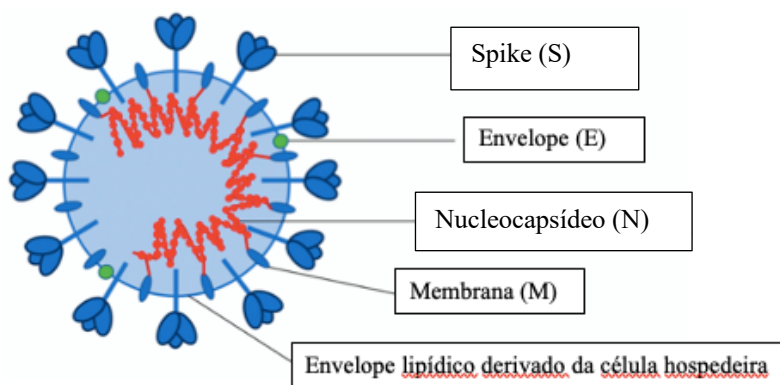 Spike (S)
Envelope (E)
Nucleocapsídeo (N)
Membrana (M)
Envelope lipídico derivado da célula hospedeira